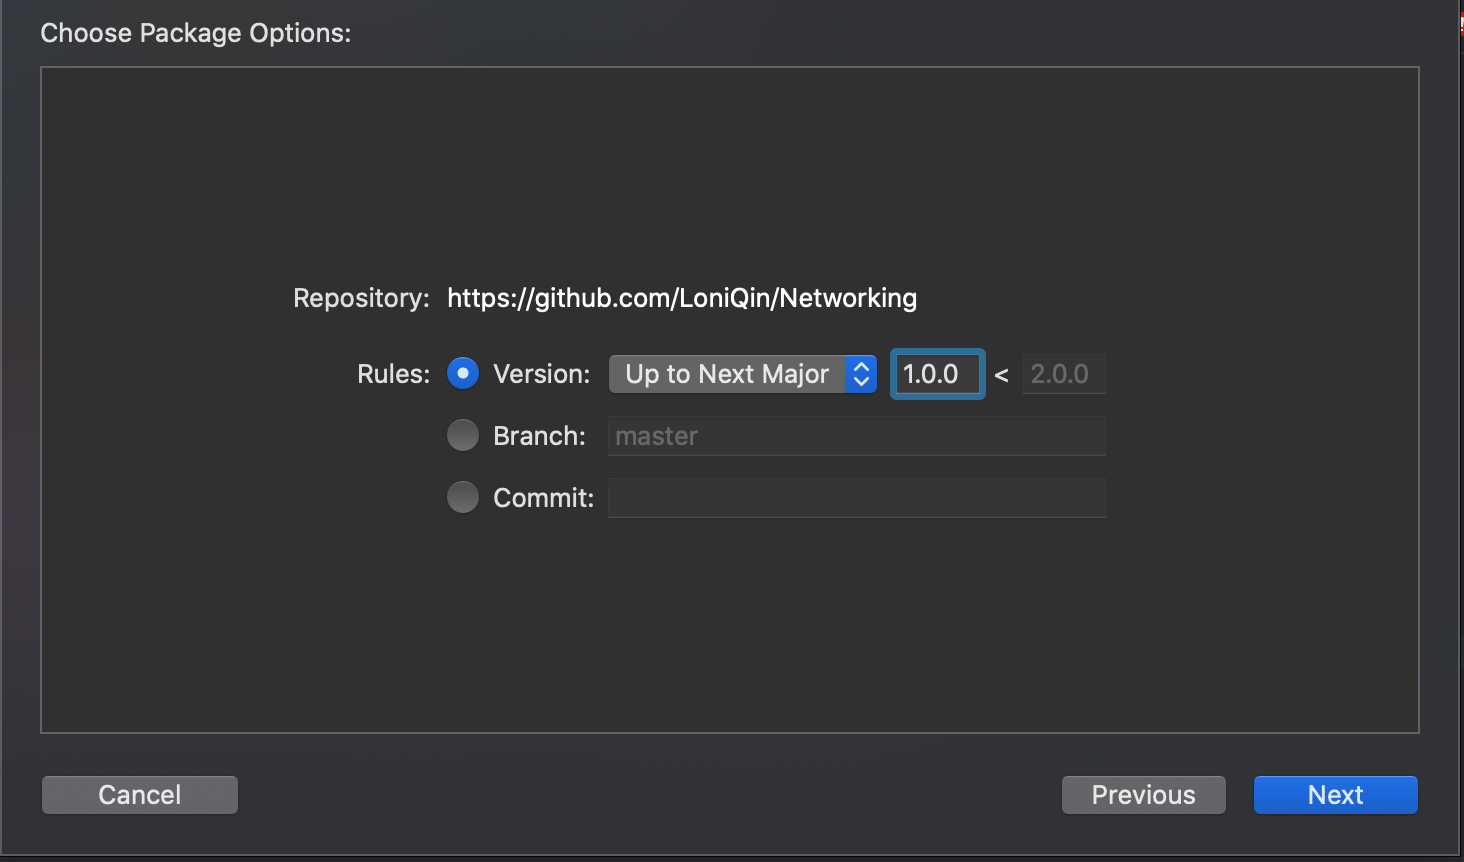 Choose Package Options:
Repository: https://github.com/LoniQin/Networking
Rules: Version: Up to Next Major 1.0.0 < 2.0.0
Branch: master
Commit:
Cancel Previous Next